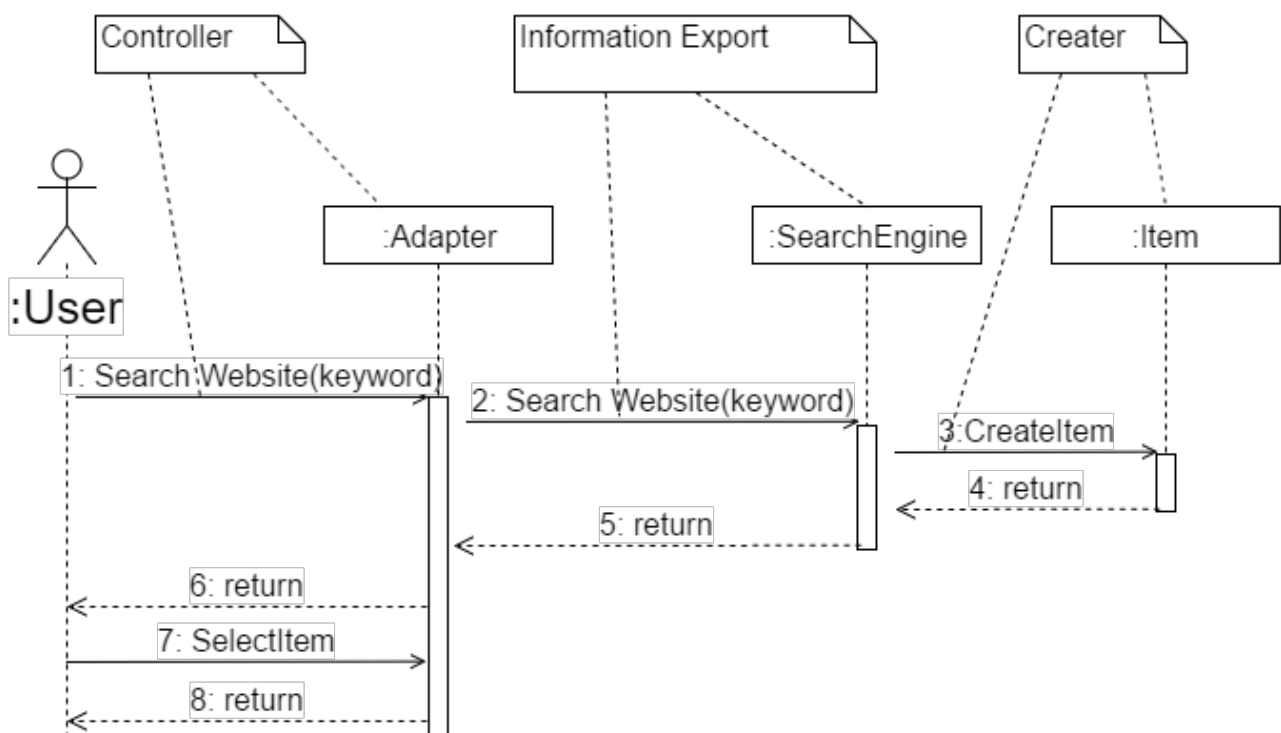 Controller
Information Export
Creater
:Adapter
:SearchEngine
:Item
:User
1: Search Website(keyword)
2: Search Website(keyword)
3:CreateItem
4: return
5: return
6: return
7: SelectItem
8: return